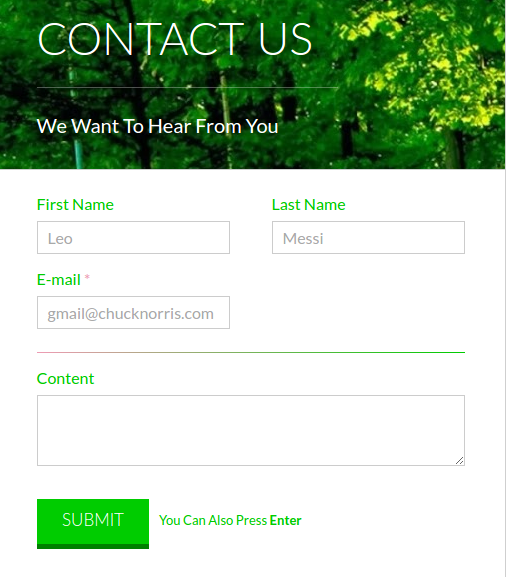 CONTACT US
We Want To Hear From You
First Name
Last Name
Leo
Messi
E-mail *
gmail@chucknorris.com
Content
SUBMIT
You Can Also Press Enter